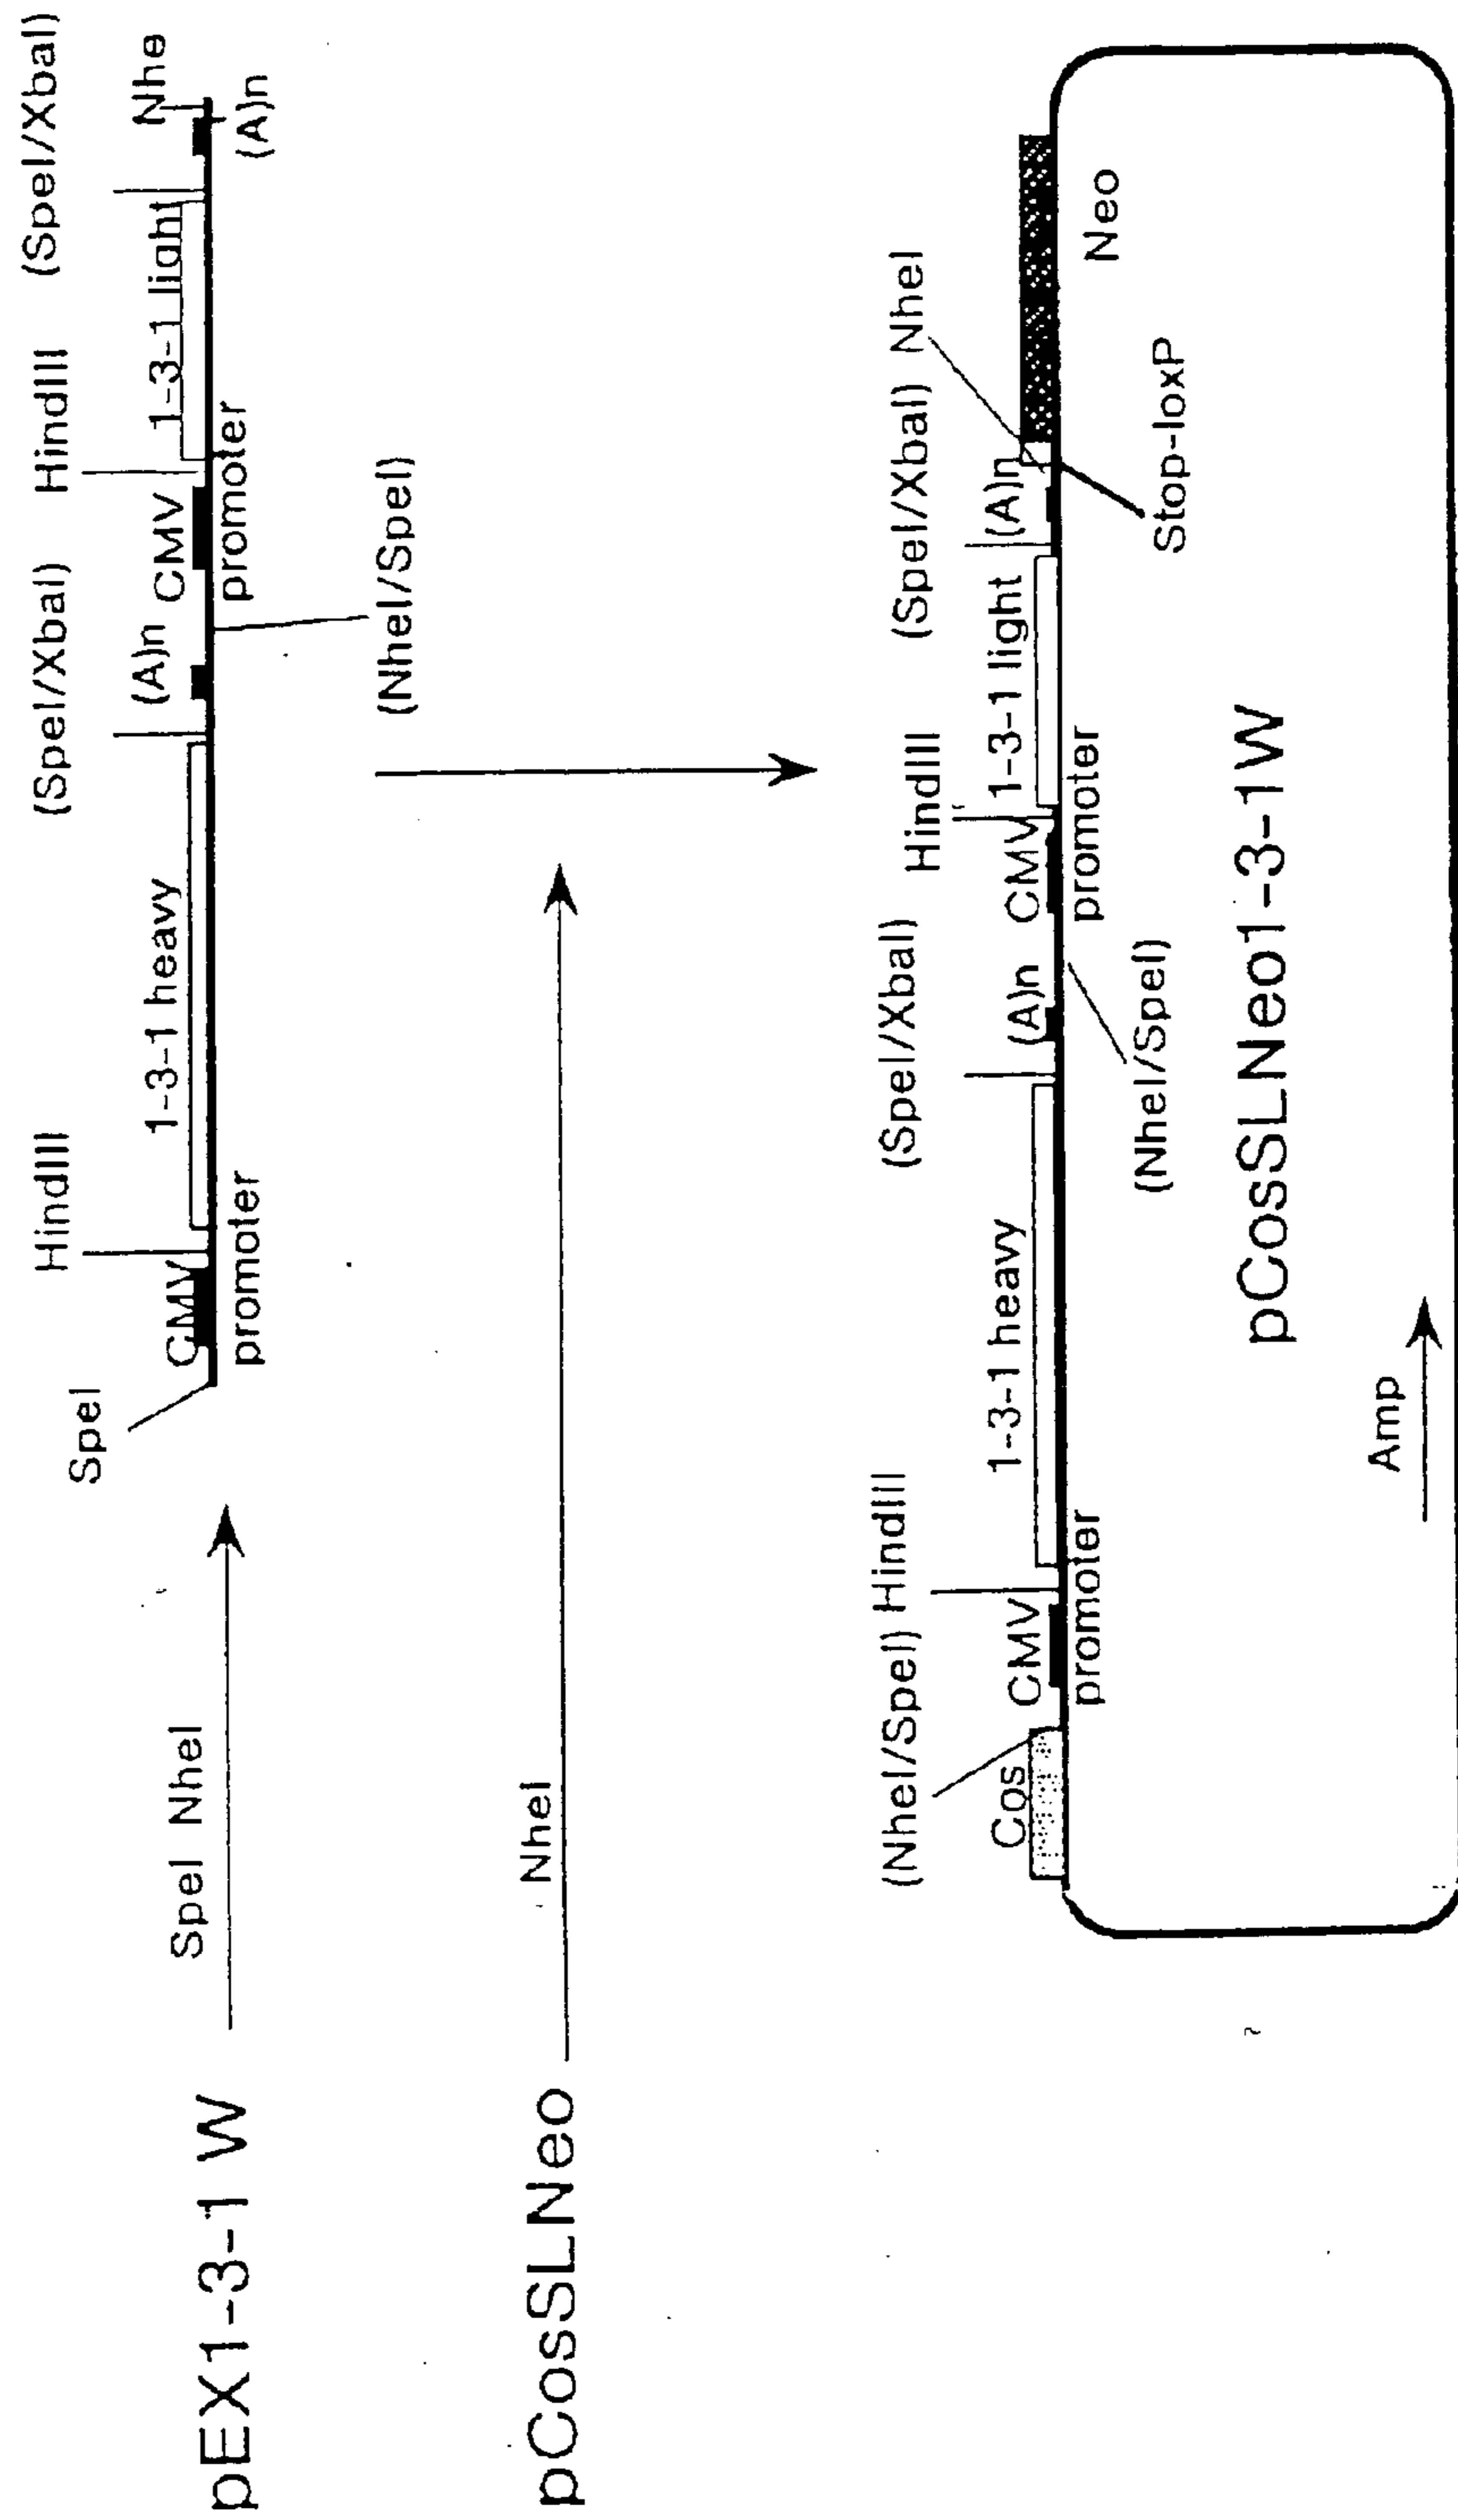 (SpeI/XbaI)
HindIII
(SpeI/XbaI)
HindIII
SpeI
Nhe
(A)n
1-3-1 light
CMV
promoter
(A)n
(NheI/SpeI)
1-3-1 heavy
CMV
promoter
SpeI NheI
pEX1-3-1 W
NheI
pCosSLNeo
(NheI/SpeI) HindIII
(SpeI/XbaI)
HindIII
(SpeI/XbaI) NheI
Cos
CMV
promoter
1-3-1 heavy
(A)n
(NheI/SpeI)
CMV
promoter
1-3-1 light
(A)n
Stop-loxP
Neo
pCosSLNeo1-3-1W
Amp